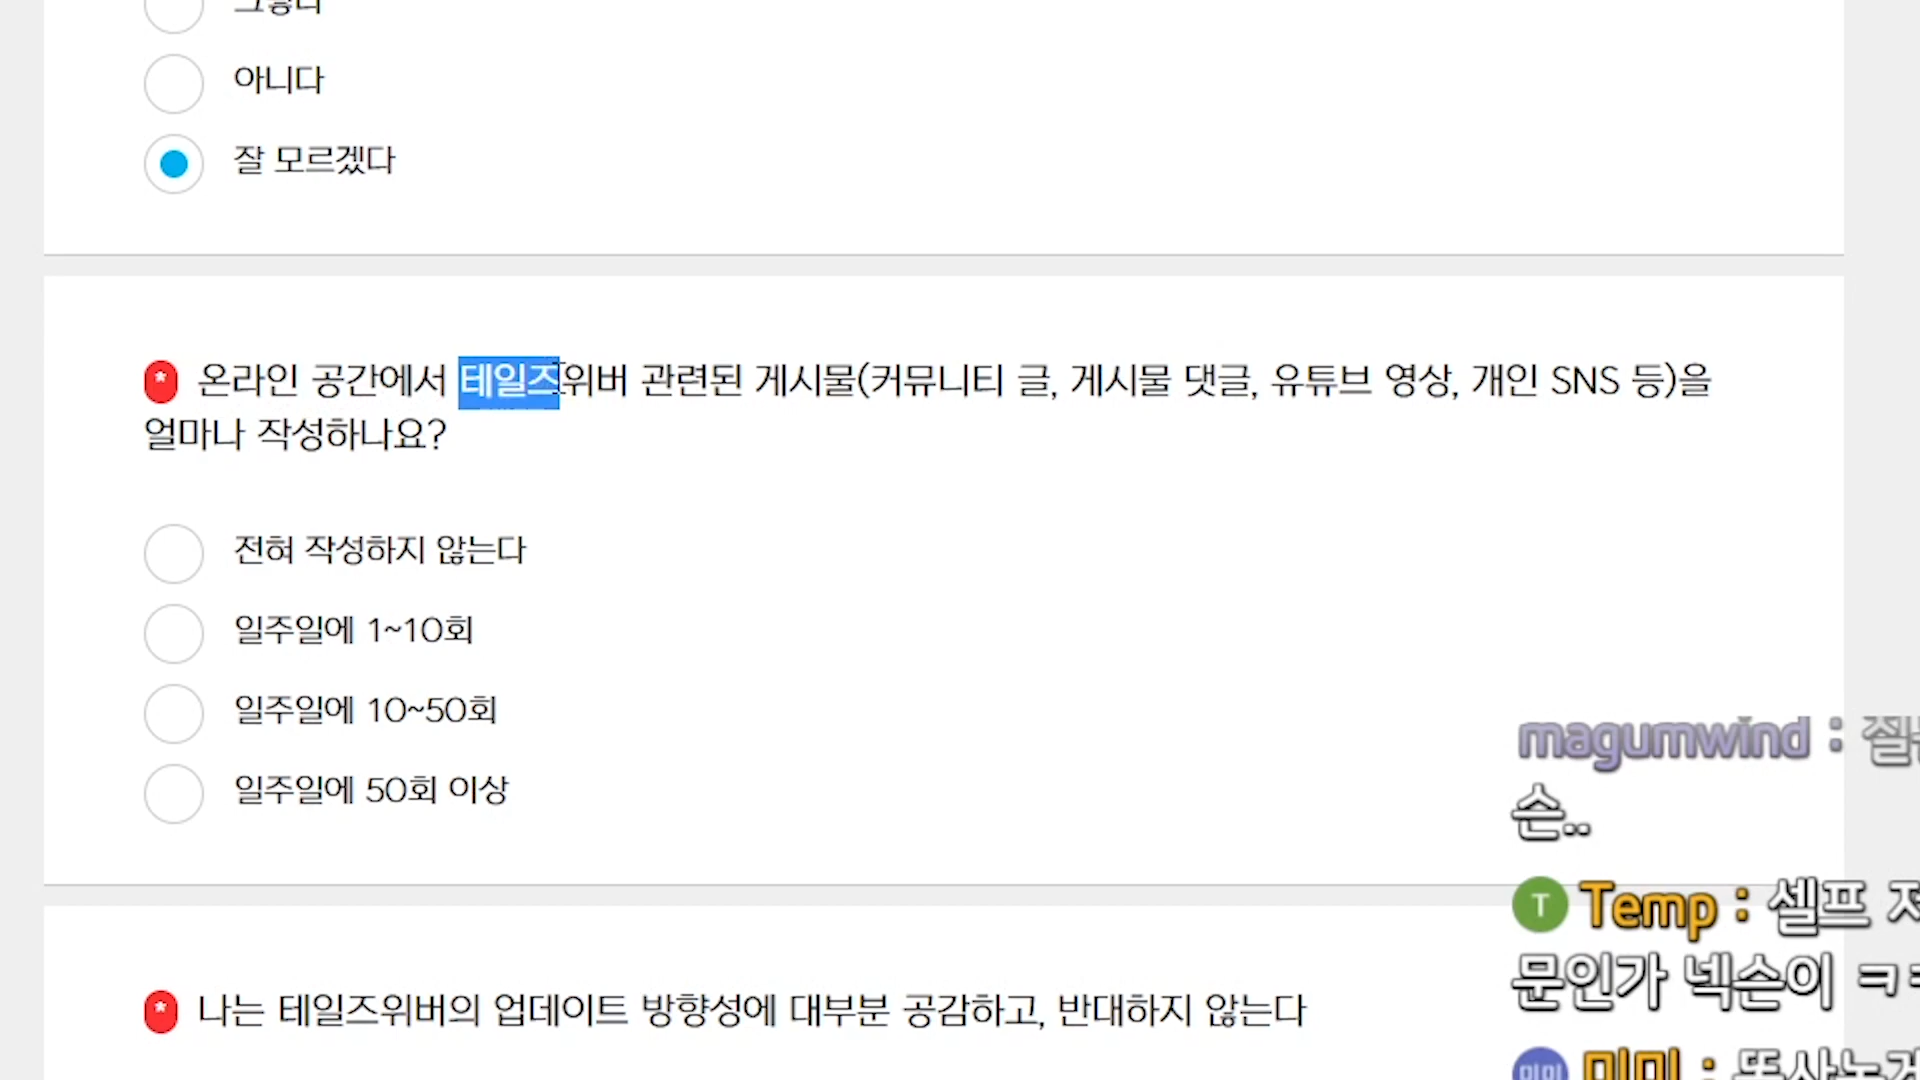 그렇다
아니다
잘 모르겠다
* 온라인 공간에서 테일즈위버 관련된 게시물(커뮤니티 글, 게시물 댓글, 유튜브 영상, 개인 SNS 등)을
얼마나 작성하나요?
전혀 작성하지 않는다
일주일에 1~10회
일주일에 10~50회
일주일에 50회 이상
magumwind :
슨..
T Temp : 셀프
문인가 넥슨이 ㅋ
* 나는 테일즈위버의 업데이트 방향성에 대부분 공감하고, 반대하지 않는다
미미 :